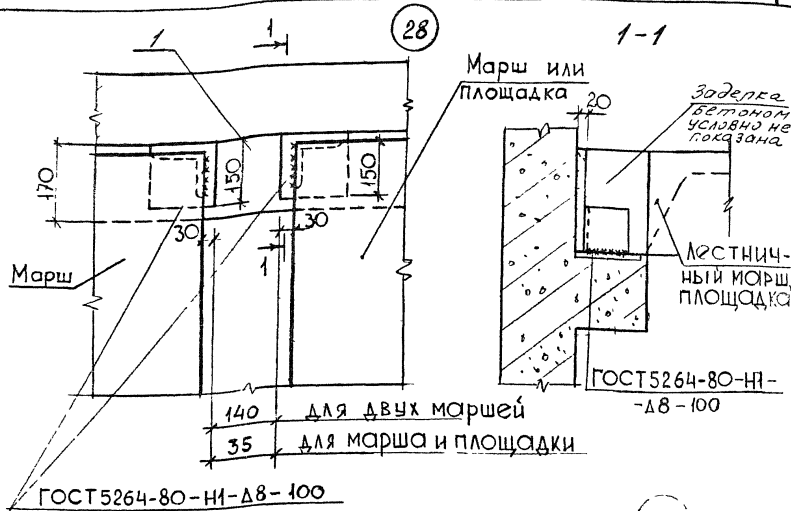 28
1-1
1
1
Марш или
площадка
20
Заделка
бетоном
условно не
показана
170
150
150
30
30
1
Марш
Лестнич-
ный марш,
площадка
ГОСТ5264-80-Н1-
-Δ8-100
140 для двух маршей
35 для марша и площадки
ГОСТ5264-80-Н1-Δ8-100